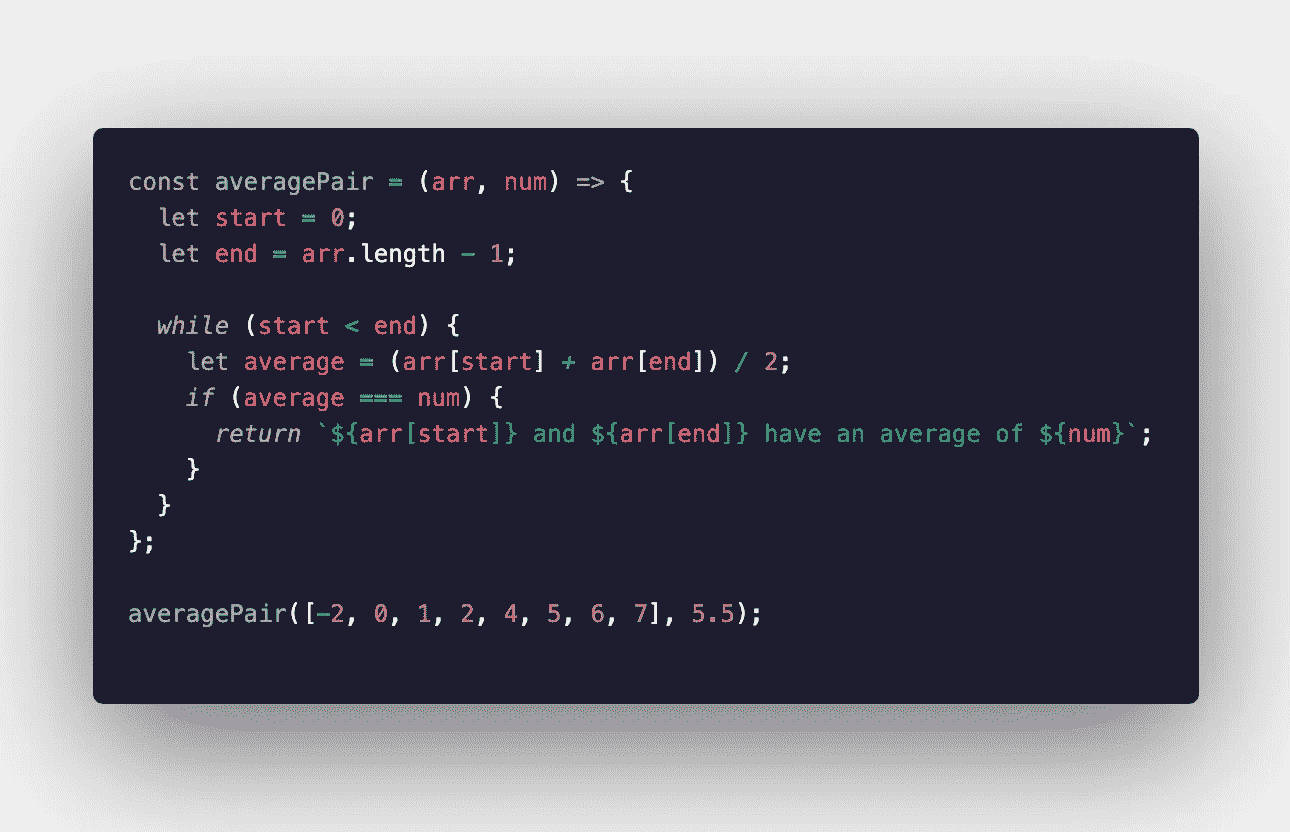 const averagePair = (arr, num) => {
  let start = 0;
  let end = arr.length - 1;

  while (start < end) {
    let average = (arr[start] + arr[end]) / 2;
    if (average === num) {
      return `${arr[start]} and ${arr[end]} have an average of ${num}`;
    }
  }
};

averagePair([-2, 0, 1, 2, 4, 5, 6, 7], 5.5);